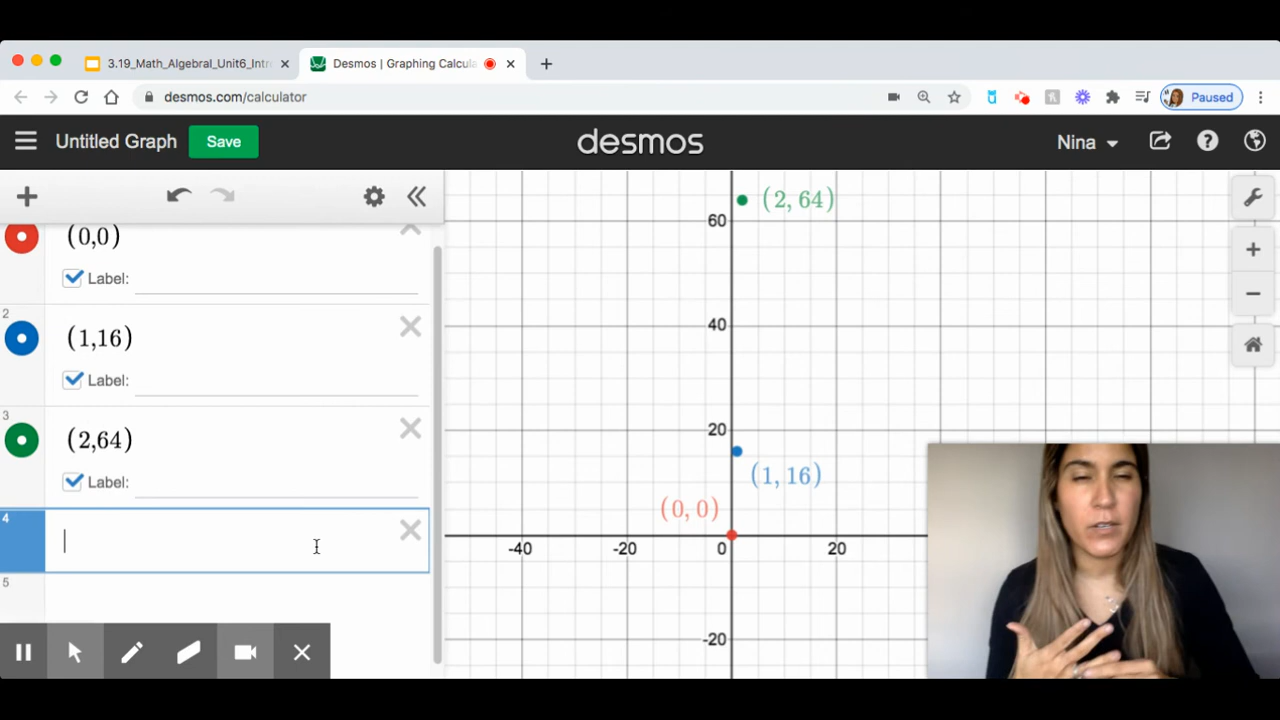 3.19_Math_AlgebraI_Unit6_Intr
Desmos | Graphing Calcula
desmos.com/calculator
Paused
Untitled Graph
Save
desmos
Nina
(0,0)
Label:
2
(1,16)
Label:
3
(2,64)
Label:
4
5
(2, 64)
60
40
20
(1, 16)
(0, 0)
-40
-20
0
20
-20